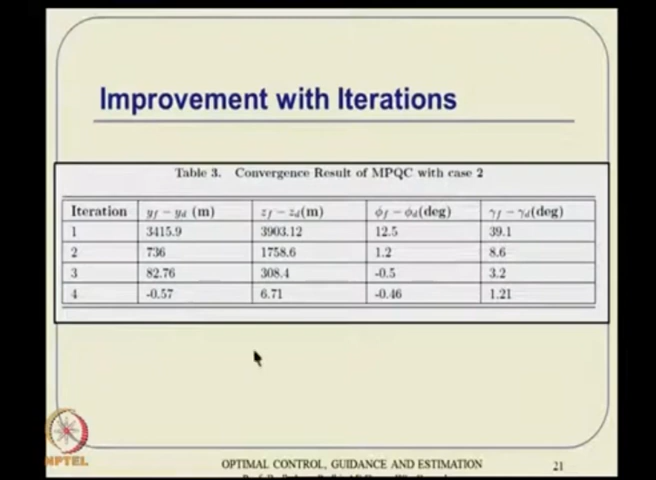 Improvement with Iterations
Table 3. Convergence Result of MPQC with case 2
Iteration y_f − y_d (m) z_f − z_d(m) ϕ_f − ϕ_d(deg) γ_f − γ_d(deg)
1 3415.9 3903.12 12.5 39.1
2 736 1758.6 1.2 8.6
3 82.76 308.4 -0.5 3.2
4 -0.57 6.71 -0.46 1.21
NPTEL
OPTIMAL CONTROL, GUIDANCE AND ESTIMATION
21